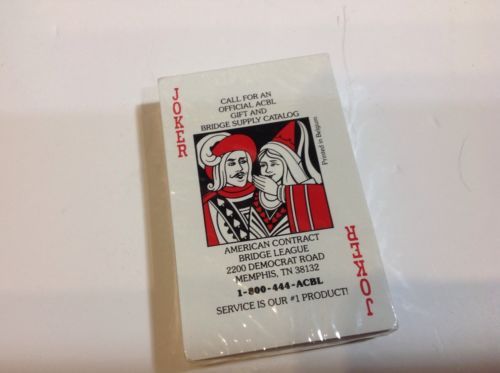 JOKER
CALL FOR AN
OFFICIAL ACBL
GIFT AND
BRIDGE SUPPLY CATALOG
Printed in Belgium
AMERICAN CONTRACT
BRIDGE LEAGUE
2200 DEMOCRAT ROAD
MEMPHIS, TN 38132
1-800-444-ACBL
SERVICE IS OUR #1 PRODUCT!
JOKER